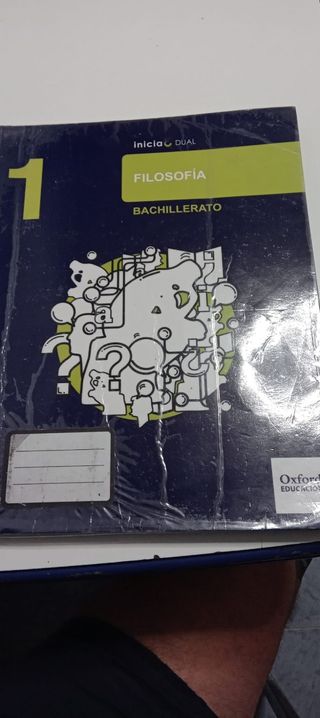 inicia DUAL
1
FILOSOFÍA
BACHILLERATO
Oxford
EDUCACIÓN